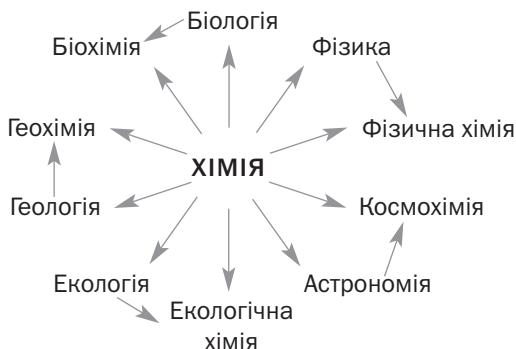 Біологія
Біохімія
Фізика
Геохімія
Фізична хімія
ХІМІЯ
Геологія
Космохімія
Екологія
Астрономія
Екологічна
хімія